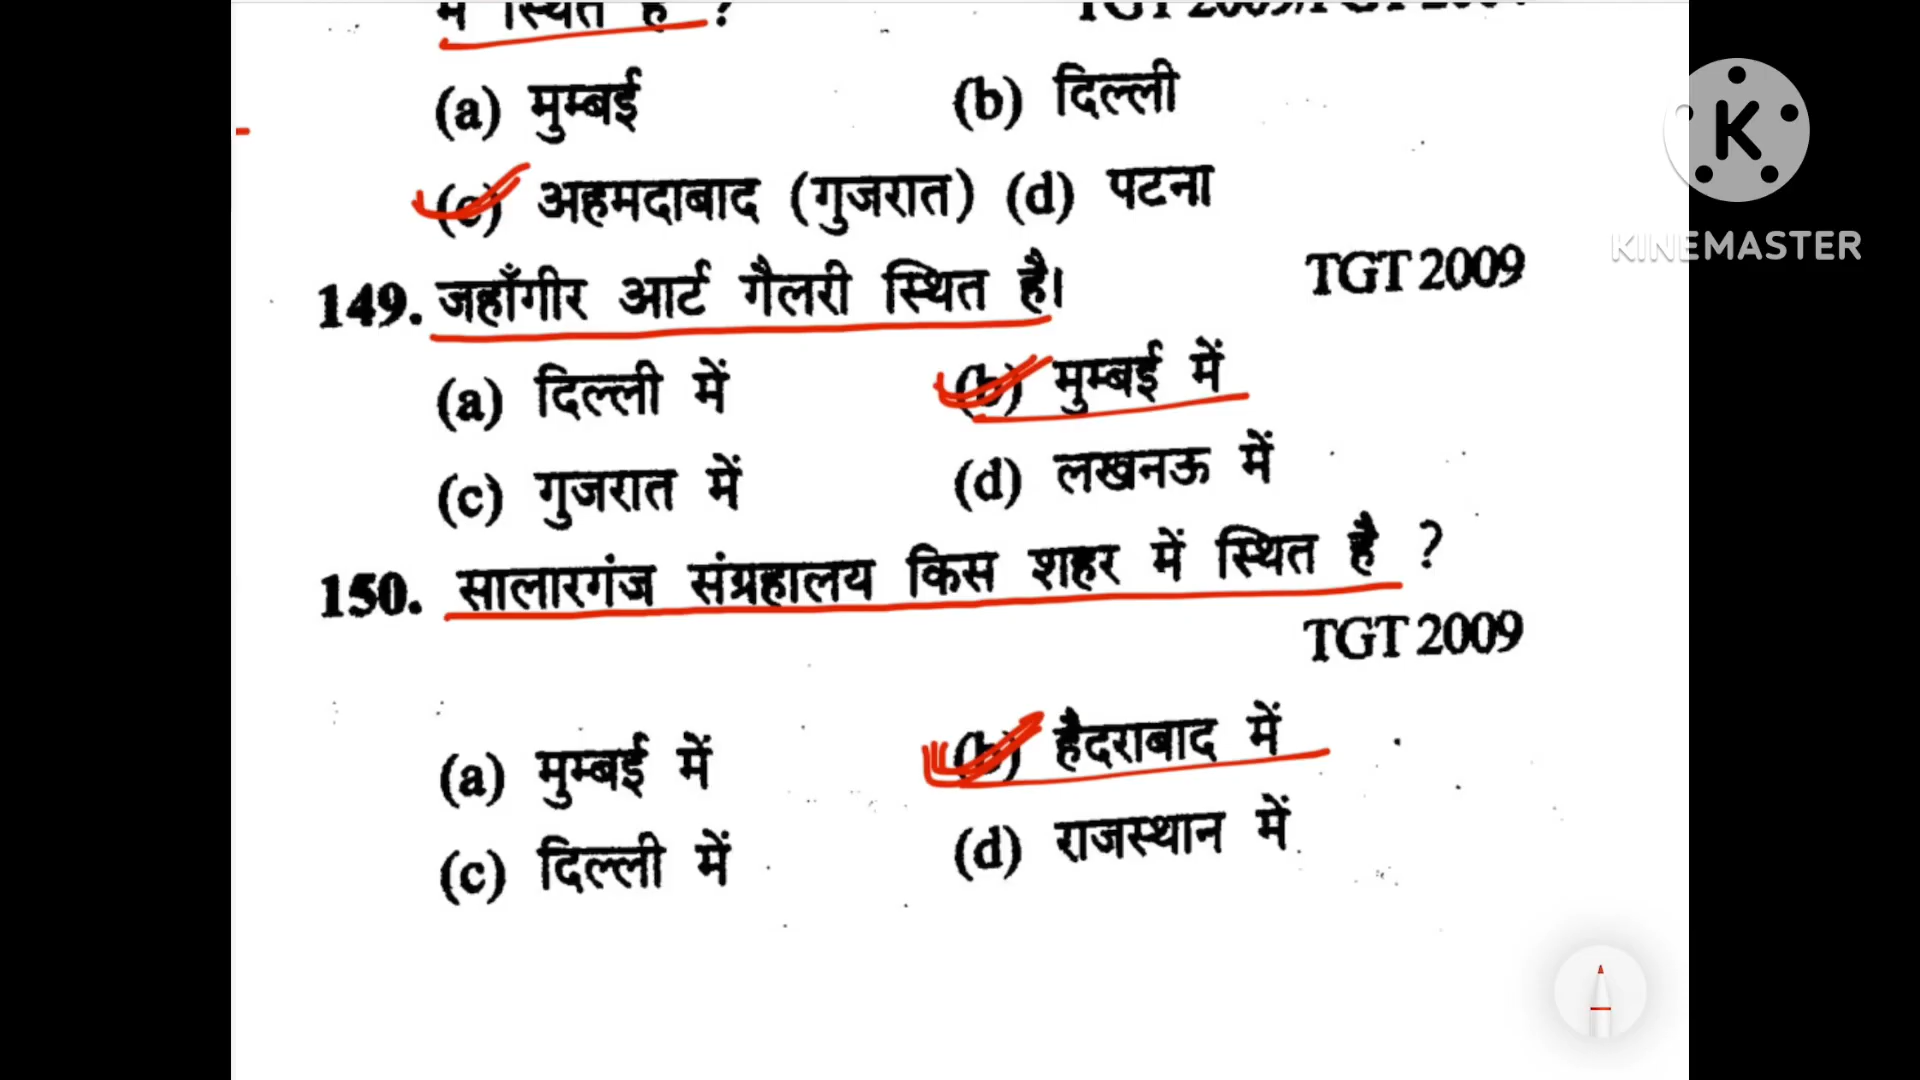 में स्थित है ?
(a) मुम्बई (b) दिल्ली
(c) अहमदाबाद (गुजरात) (d) पटना
149. जहाँगीर आर्ट गैलरी स्थित है। TGT 2009
(a) दिल्ली में (b) मुम्बई में
(c) गुजरात में (d) लखनऊ में
150. सालारगंज संग्रहालय किस शहर में स्थित है ?
TGT 2009
(a) मुम्बई में (b) हैदराबाद में
(c) दिल्ली में (d) राजस्थान में
K
KINEMASTER